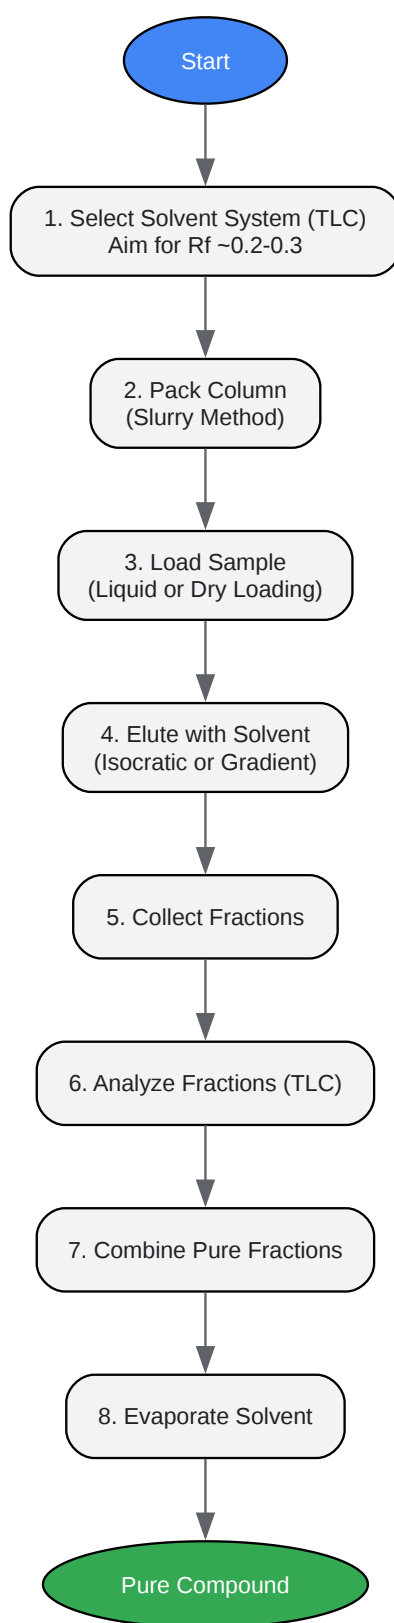 Start
1. Select Solvent System (TLC)
Aim for Rf ~0.2-0.3
2. Pack Column
(Slurry Method)
3. Load Sample
(Liquid or Dry Loading)
4. Elute with Solvent
(Isocratic or Gradient)
5. Collect Fractions
6. Analyze Fractions (TLC)
7. Combine Pure Fractions
8. Evaporate Solvent
Pure Compound